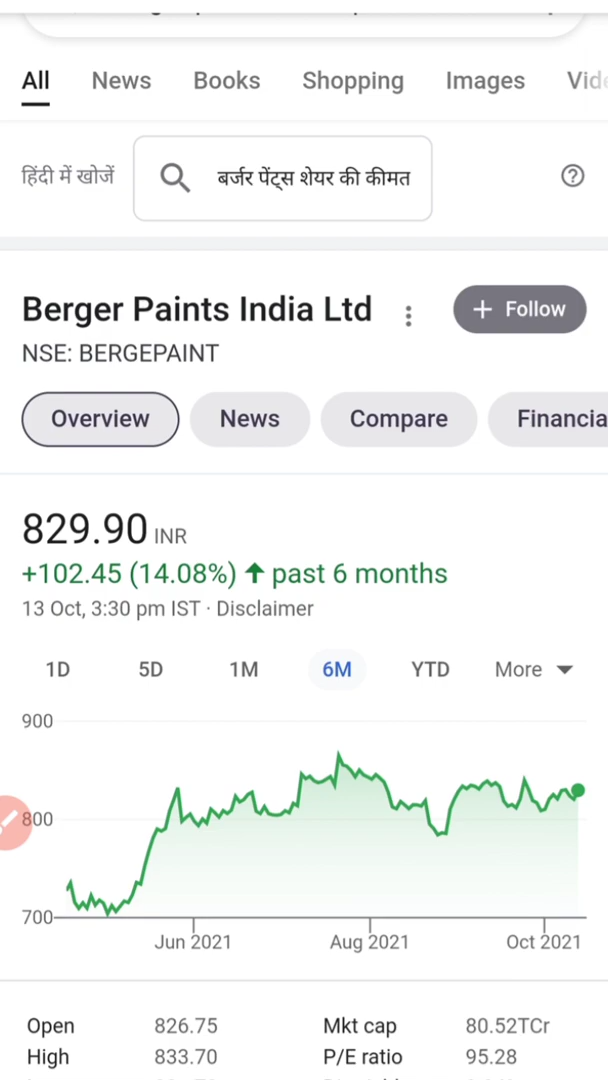 All News Books Shopping Images
हिंदी में खोजें बर्जर पेंट्स शेयर की कीमत
Berger Paints India Ltd + Follow
NSE: BERGEPAINT
Overview News Compare
829.90 INR
+102.45 (14.08%) ↑ past 6 months
13 Oct, 3:30 pm IST · Disclaimer
1D 5D 1M 6M YTD More
900
800
700
Jun 2021 Aug 2021 Oct 2021
Open 826.75 Mkt cap 80.52TCr
High 833.70 P/E ratio 95.28